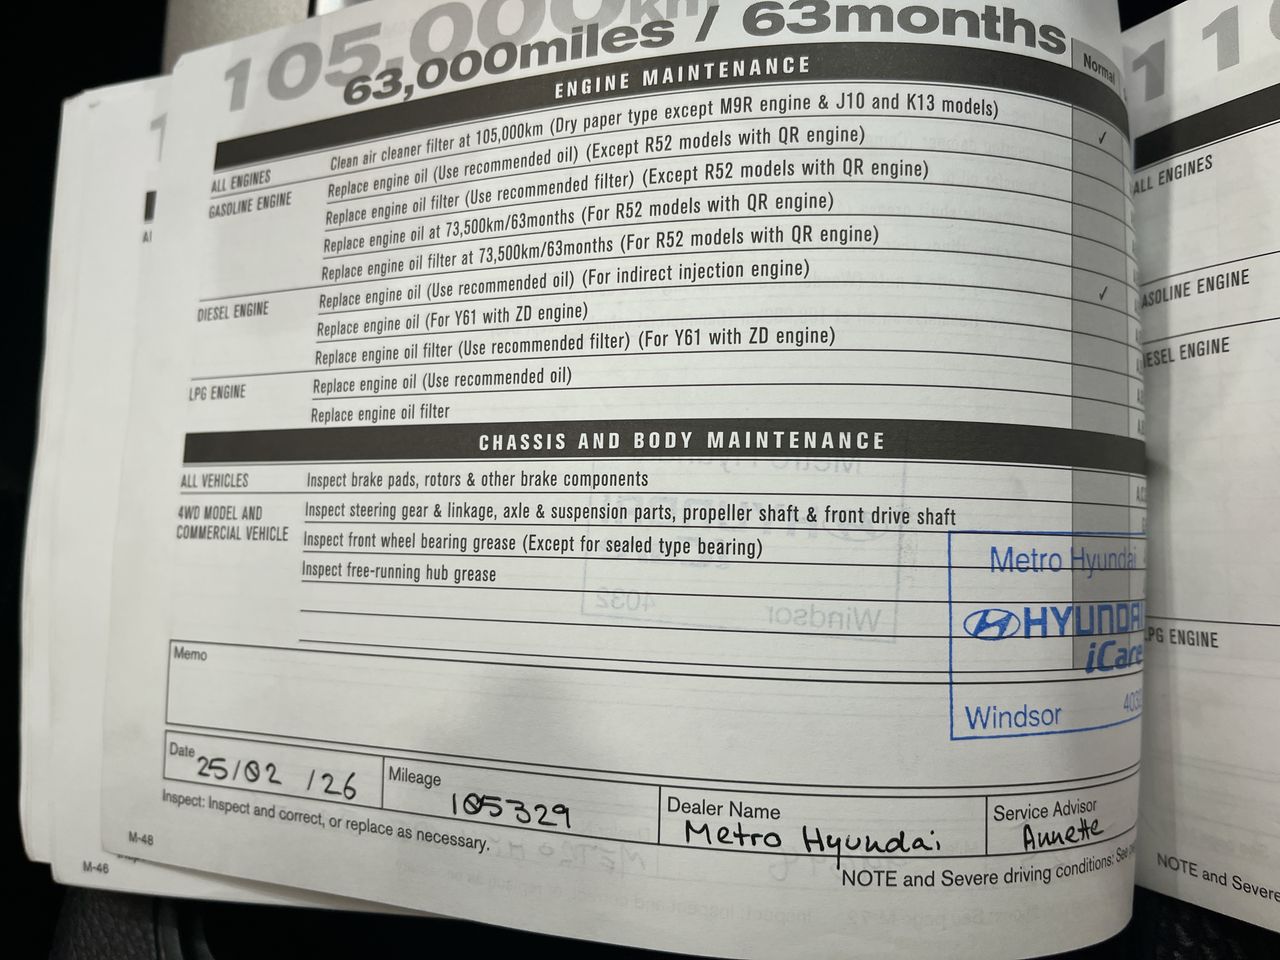 105,000km
63,000miles / 63months
Normal
ENGINE MAINTENANCE
ALL ENGINES
Clean air cleaner filter at 105,000km (Dry paper type except M9R engine & J10 and K13 models)
✓
GASOLINE ENGINE
Replace engine oil (Use recommended oil) (Except R52 models with QR engine)
Replace engine oil filter (Use recommended filter) (Except R52 models with QR engine)
Replace engine oil at 73,500km/63months (For R52 models with QR engine)
Replace engine oil filter at 73,500km/63months (For R52 models with QR engine)
DIESEL ENGINE
Replace engine oil (Use recommended oil) (For indirect injection engine)
✓
Replace engine oil (For Y61 with ZD engine)
Replace engine oil filter (Use recommended filter) (For Y61 with ZD engine)
LPG ENGINE
Replace engine oil (Use recommended oil)
Replace engine oil filter
CHASSIS AND BODY MAINTENANCE
ALL VEHICLES
Inspect brake pads, rotors & other brake components
4WD MODEL AND
COMMERCIAL VEHICLE
Inspect steering gear & linkage, axle & suspension parts, propeller shaft & front drive shaft
Inspect front wheel bearing grease (Except for sealed type bearing)
Inspect free-running hub grease
Metro Hyundai
HYUNDAI
iCare
Windsor
Memo
Date
25/02 /26
Mileage
105329
Dealer Name
Metro Hyundai
Service Advisor
Annette
Inspect: Inspect and correct, or replace as necessary.
NOTE and Severe driving conditions: See
M-48
M-46
11
ALL ENGINES
ASOLINE ENGINE
ESEL ENGINE
PG ENGINE
NOTE and Severe